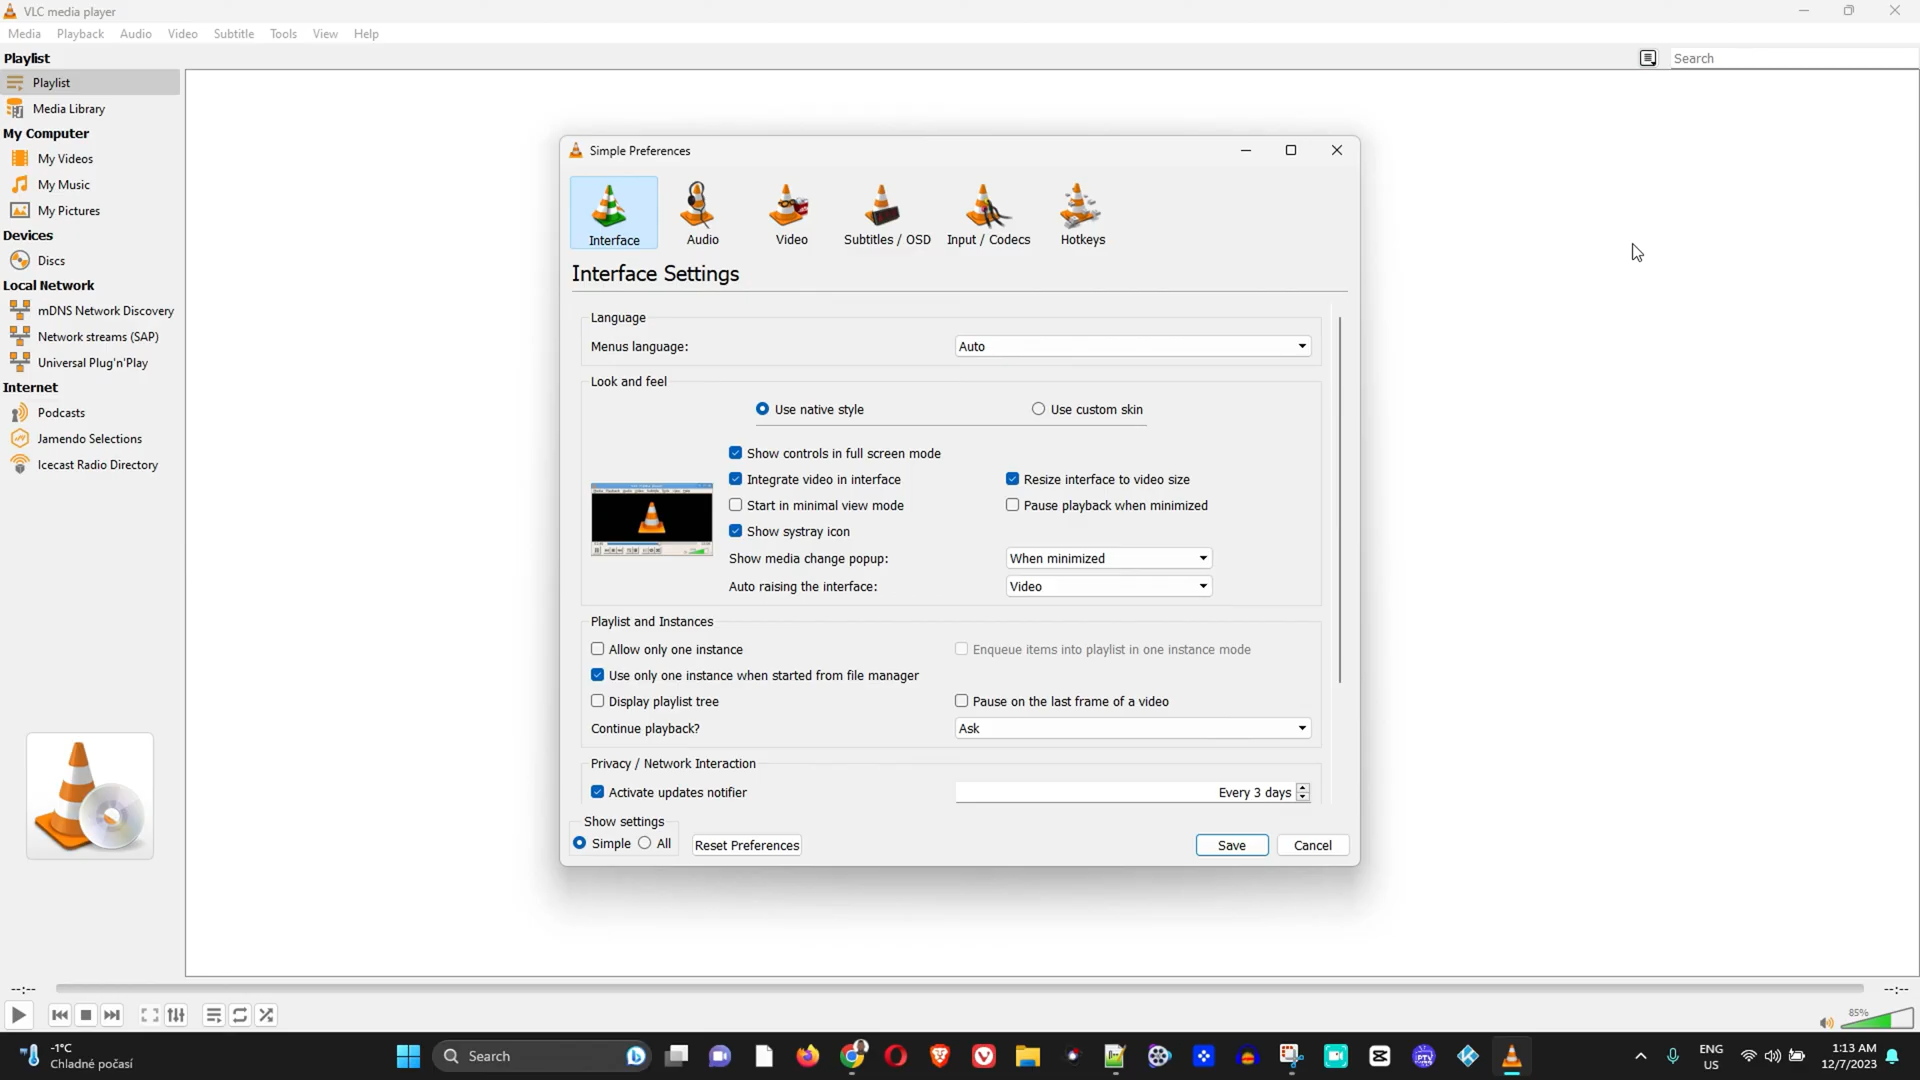 VLC media player
Media Playback Audio Video Subtitle Tools View Help
Playlist
Search
Playlist
Media Library
My Computer
My Videos
My Music
My Pictures
Devices
Discs
Local Network
mDNS Network Discovery
Network streams (SAP)
Universal Plug'n'Play
Internet
Podcasts
Jamendo Selections
Icecast Radio Directory
Simple Preferences
Interface Audio Video Subtitles / OSD Input / Codecs Hotkeys
Interface Settings
Language
Menus language: Auto
Look and feel
Use native style Use custom skin
Show controls in full screen mode
Integrate video in interface Resize interface to video size
Start in minimal view mode Pause playback when minimized
Show systray icon
Show media change popup: When minimized
Auto raising the interface: Video
Playlist and Instances
Allow only one instance Enqueue items into playlist in one instance mode
Use only one instance when started from file manager
Display playlist tree Pause on the last frame of a video
Continue playback? Ask
Privacy / Network Interaction
Activate updates notifier Every 3 days
Show settings
Simple All Reset Preferences Save Cancel
--:-- --:--
85%
-1°C
Chladné počasí
Search
ENG
US
1:13 AM
12/7/2023